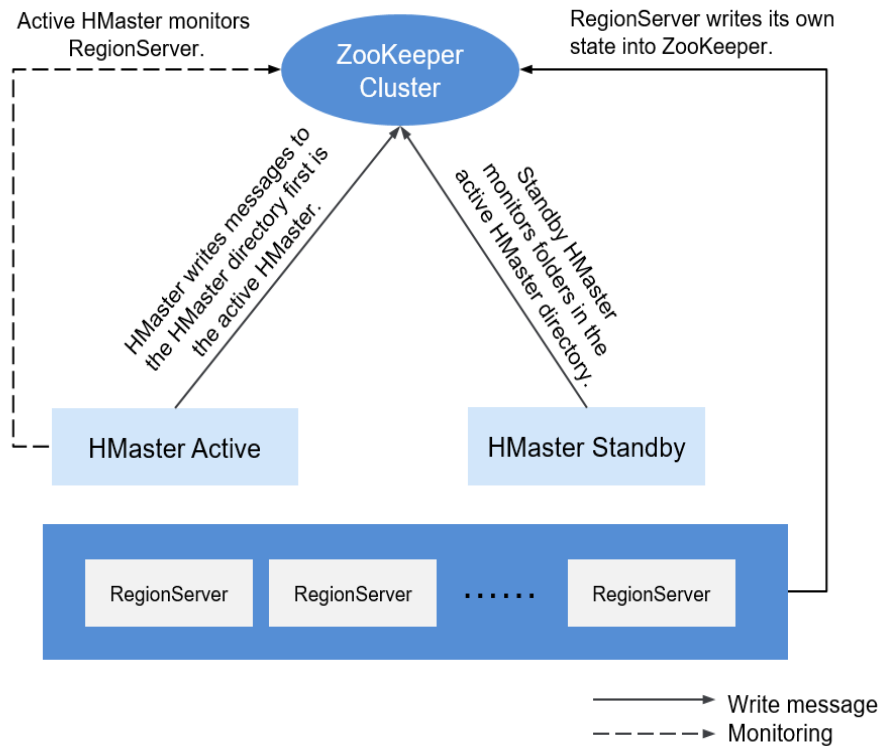 Active HMaster monitors
RegionServer.
RegionServer writes its own
state into ZooKeeper.
ZooKeeper
Cluster
HMaster writes messages to
the HMaster directory first is
the active HMaster.
Standby HMaster
monitors folders in the
active HMaster directory.
HMaster Active
HMaster Standby
RegionServer
RegionServer
......
RegionServer
Write message
Monitoring